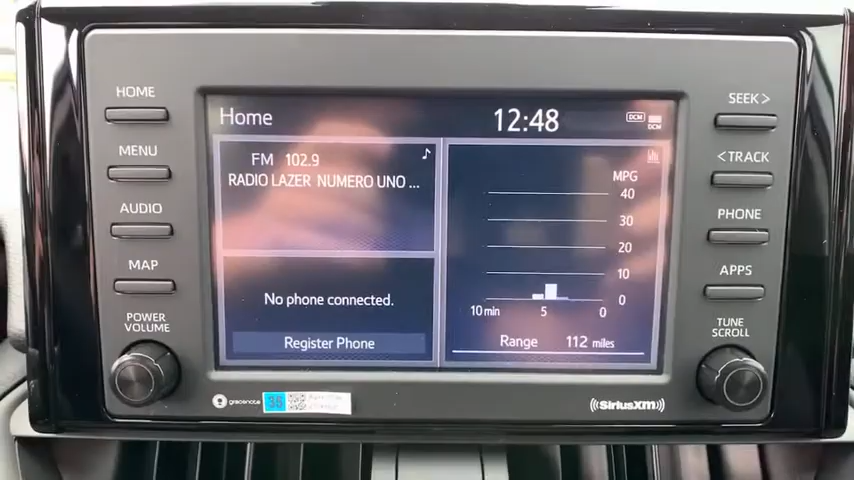 HOME
MENU
AUDIO
MAP
POWER
VOLUME
Home
12:48
DCM
DCM
FM 102.9
RADIO LAZER NUMERO UNO ...
No phone connected.
Register Phone
MPG
40
30
20
10
0
10 min
5
0
Range 112 miles
SEEK >
< TRACK
PHONE
APPS
TUNE
SCROLL
gracenote
36
((SiriusXM))